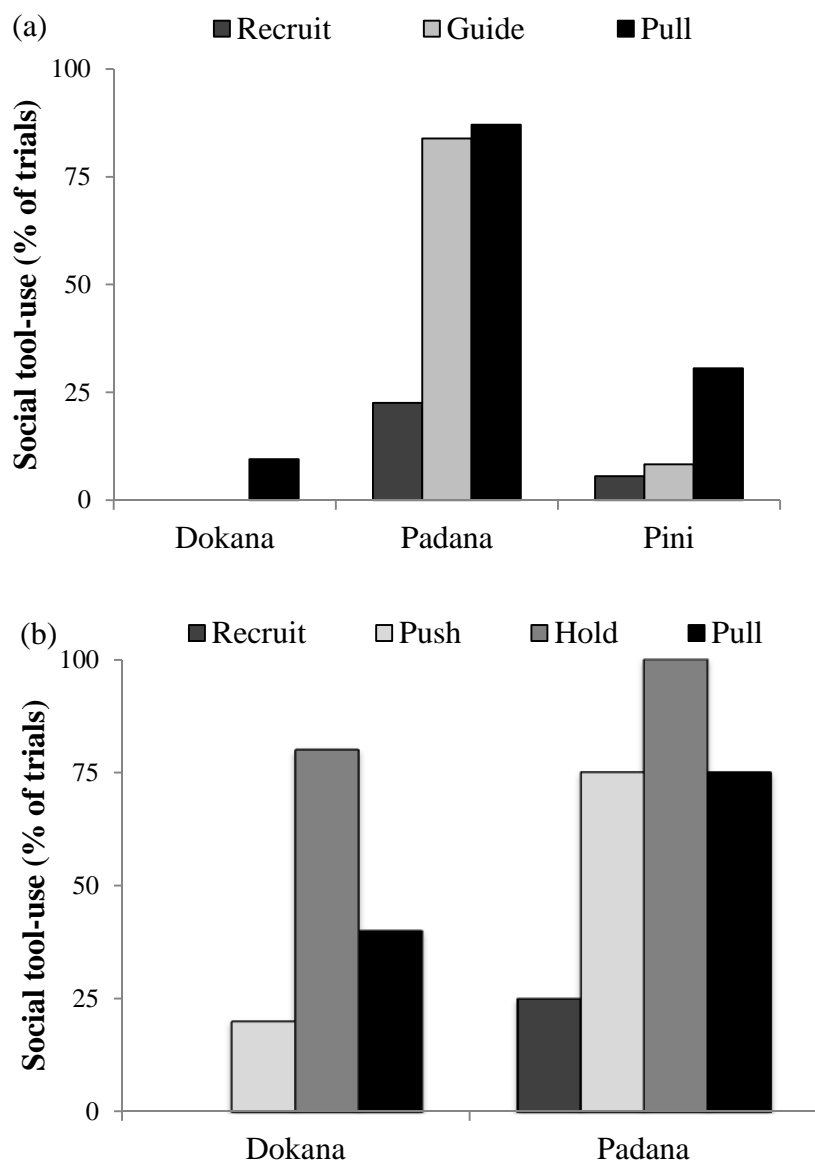 (a)
Recruit Guide Pull
Social tool-use (% of trials)
100
75
50
25
0
Dokana Padana Pini
(b)
Recruit Push Hold Pull
Social tool-use (% of trials)
100
75
50
25
0
Dokana Padana